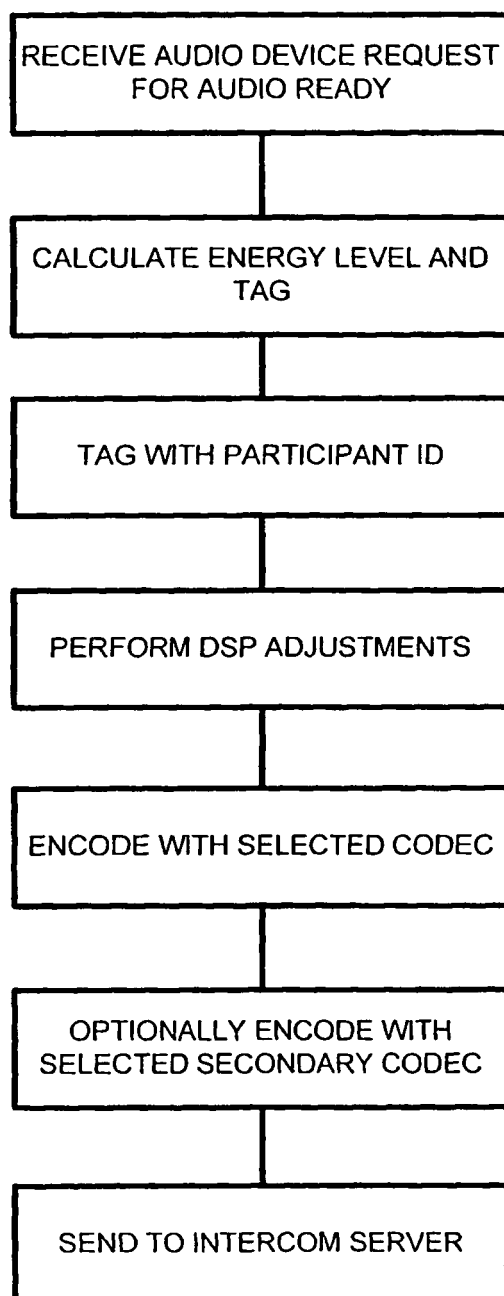 RECEIVE AUDIO DEVICE REQUEST
FOR AUDIO READY
CALCULATE ENERGY LEVEL AND
TAG
TAG WITH PARTICIPANT ID
PERFORM DSP ADJUSTMENTS
ENCODE WITH SELECTED CODEC
OPTIONALLY ENCODE WITH
SELECTED SECONDARY CODEC
SEND TO INTERCOM SERVER